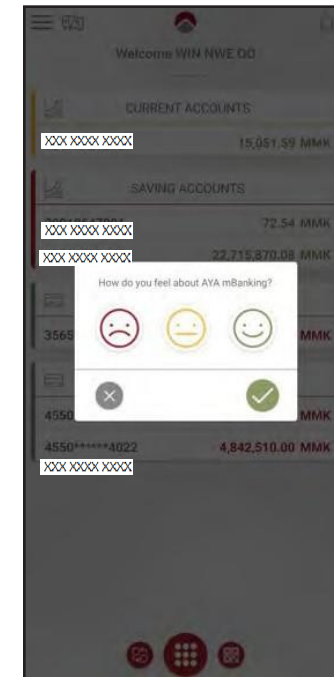 Welcome WIN NWE OO
CURRENT ACCOUNTS
XXX XXXX XXXX 15,051.59 MMK
SAVING ACCOUNTS
XXX XXXX XXXX 72.54 MMK
XXX XXXX XXXX 22,715,870.08 MMK
How do you feel about AYA mBanking?
3565 MMK
4550 MMK
4550******4022 4,842,510.00 MMK
XXX XXXX XXXX